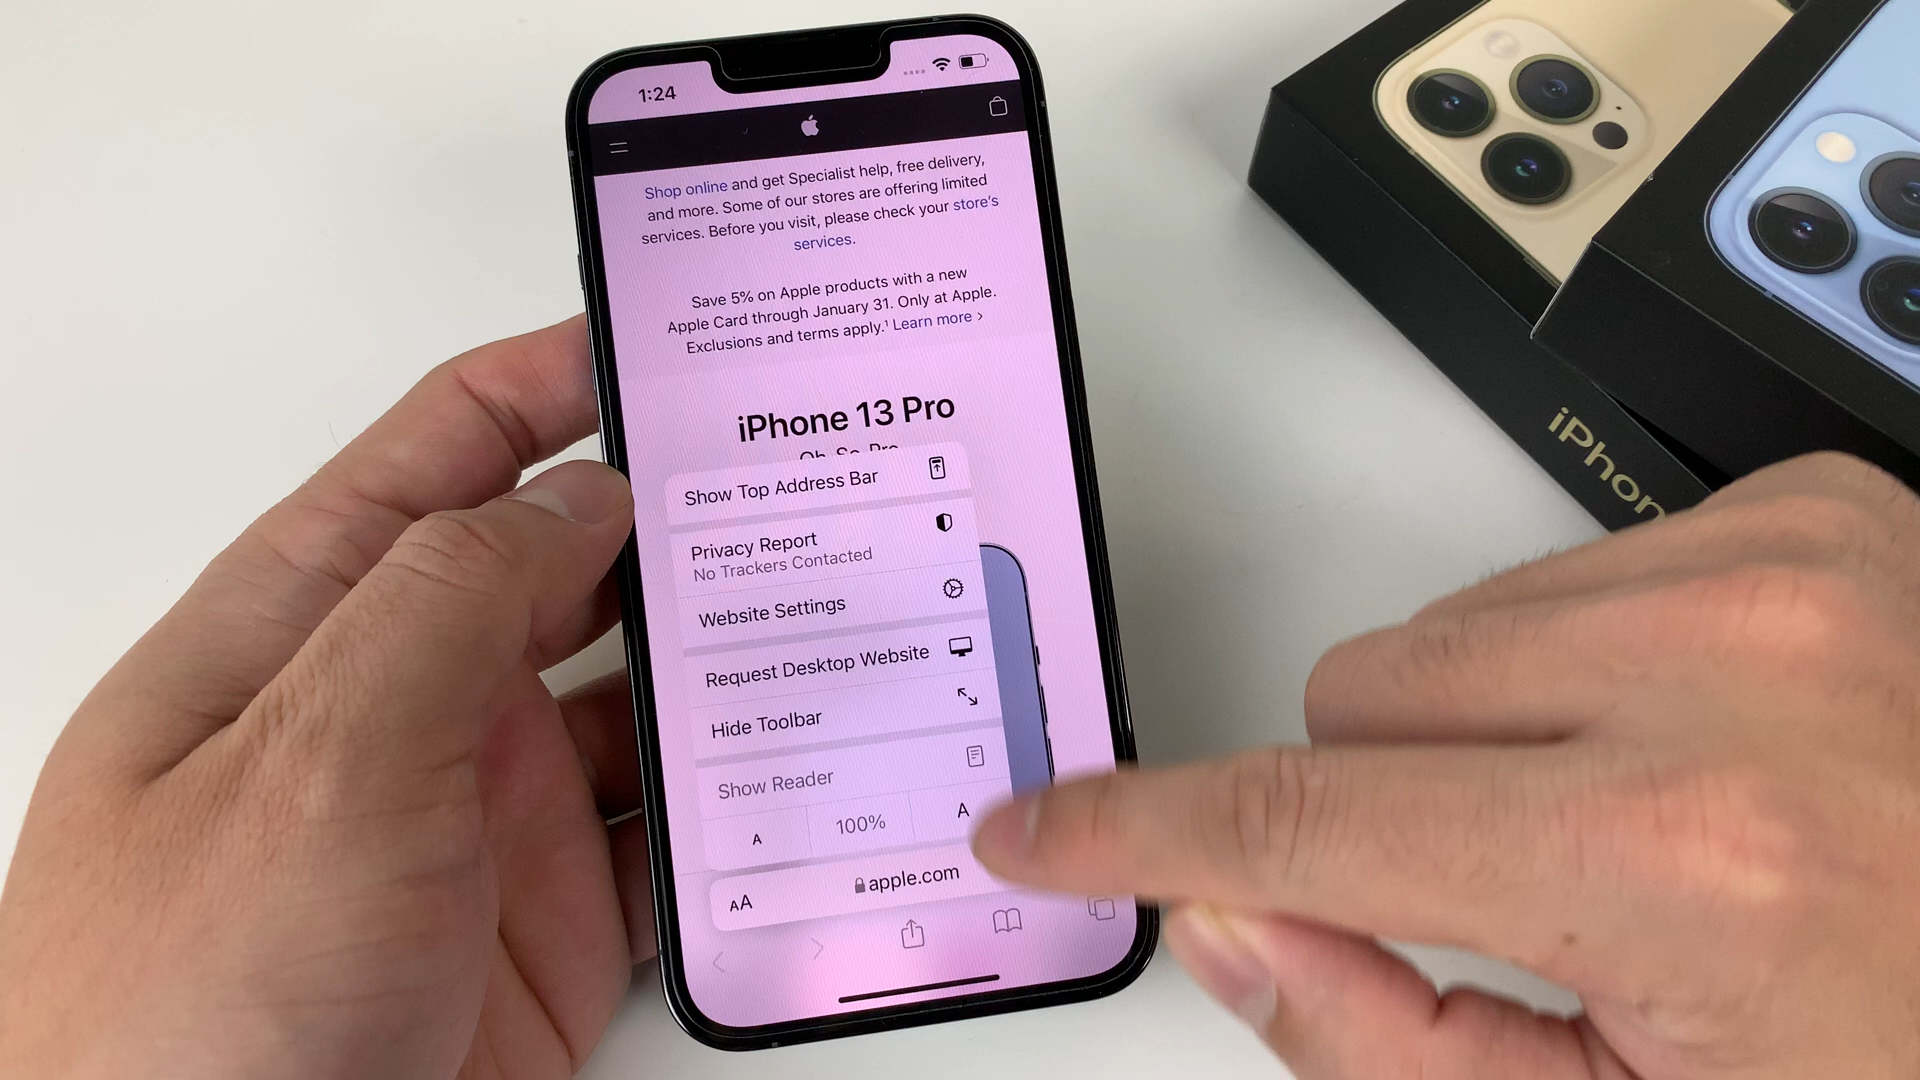 1:24
Shop online and get Specialist help, free delivery,
and more. Some of our stores are offering limited
services. Before you visit, please check your store's
services.
Save 5% on Apple products with a new
Apple Card through January 31. Only at Apple.
Exclusions and terms apply.¹ Learn more >
iPhone 13 Pro
Oh. So. Pro.
Show Top Address Bar
Privacy Report
No Trackers Contacted
Website Settings
Request Desktop Website
Hide Toolbar
Show Reader
A 100% A
AA apple.com
iPhon